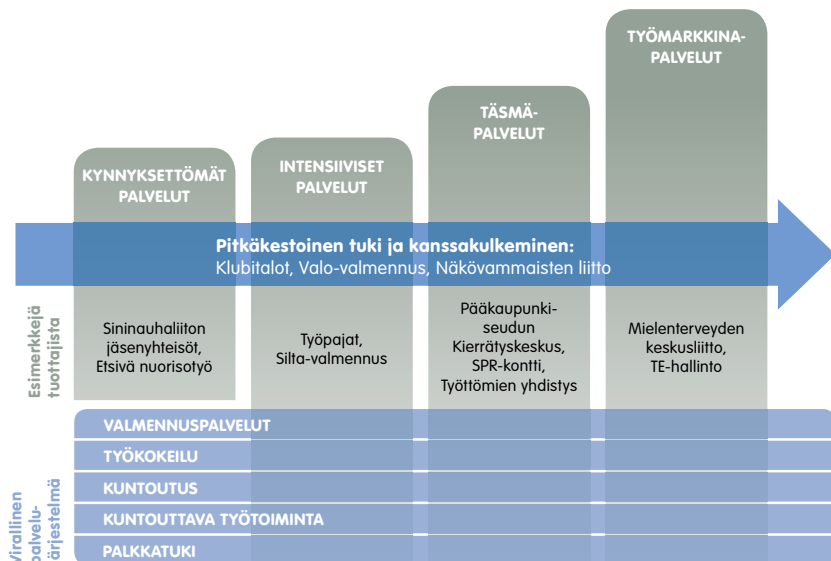 KYNNYKSETTÖMÄT
PALVELUT
INTENSIIVISET
PALVELUT
TÄSMÄ-
PALVELUT
TYÖMARKKINA-
PALVELUT
Pitkäkestoinen tuki ja kanssakulkeminen:
Klubitalot, Valo-valmennus, Näkövammaisten liitto
Esimerkkejä
tuottajista
Sininauhaliiton
jäsenyhteisöt,
Etsivä nuorisotyö
Työpajat,
Silta-valmennus
Pääkaupunki-
seudun
Kierrätyskeskus,
SPR-kontti,
Työttömien yhdistys
Mielenterveyden
keskusliitto,
TE-hallinto
Virallinen
palvelu-
ärjestelmä
VALMENNUSPALVELUT
TYÖKOKEILU
KUNTOUTUS
KUNTOUTTAVA TYÖTOIMINTA
PALKKATUKI